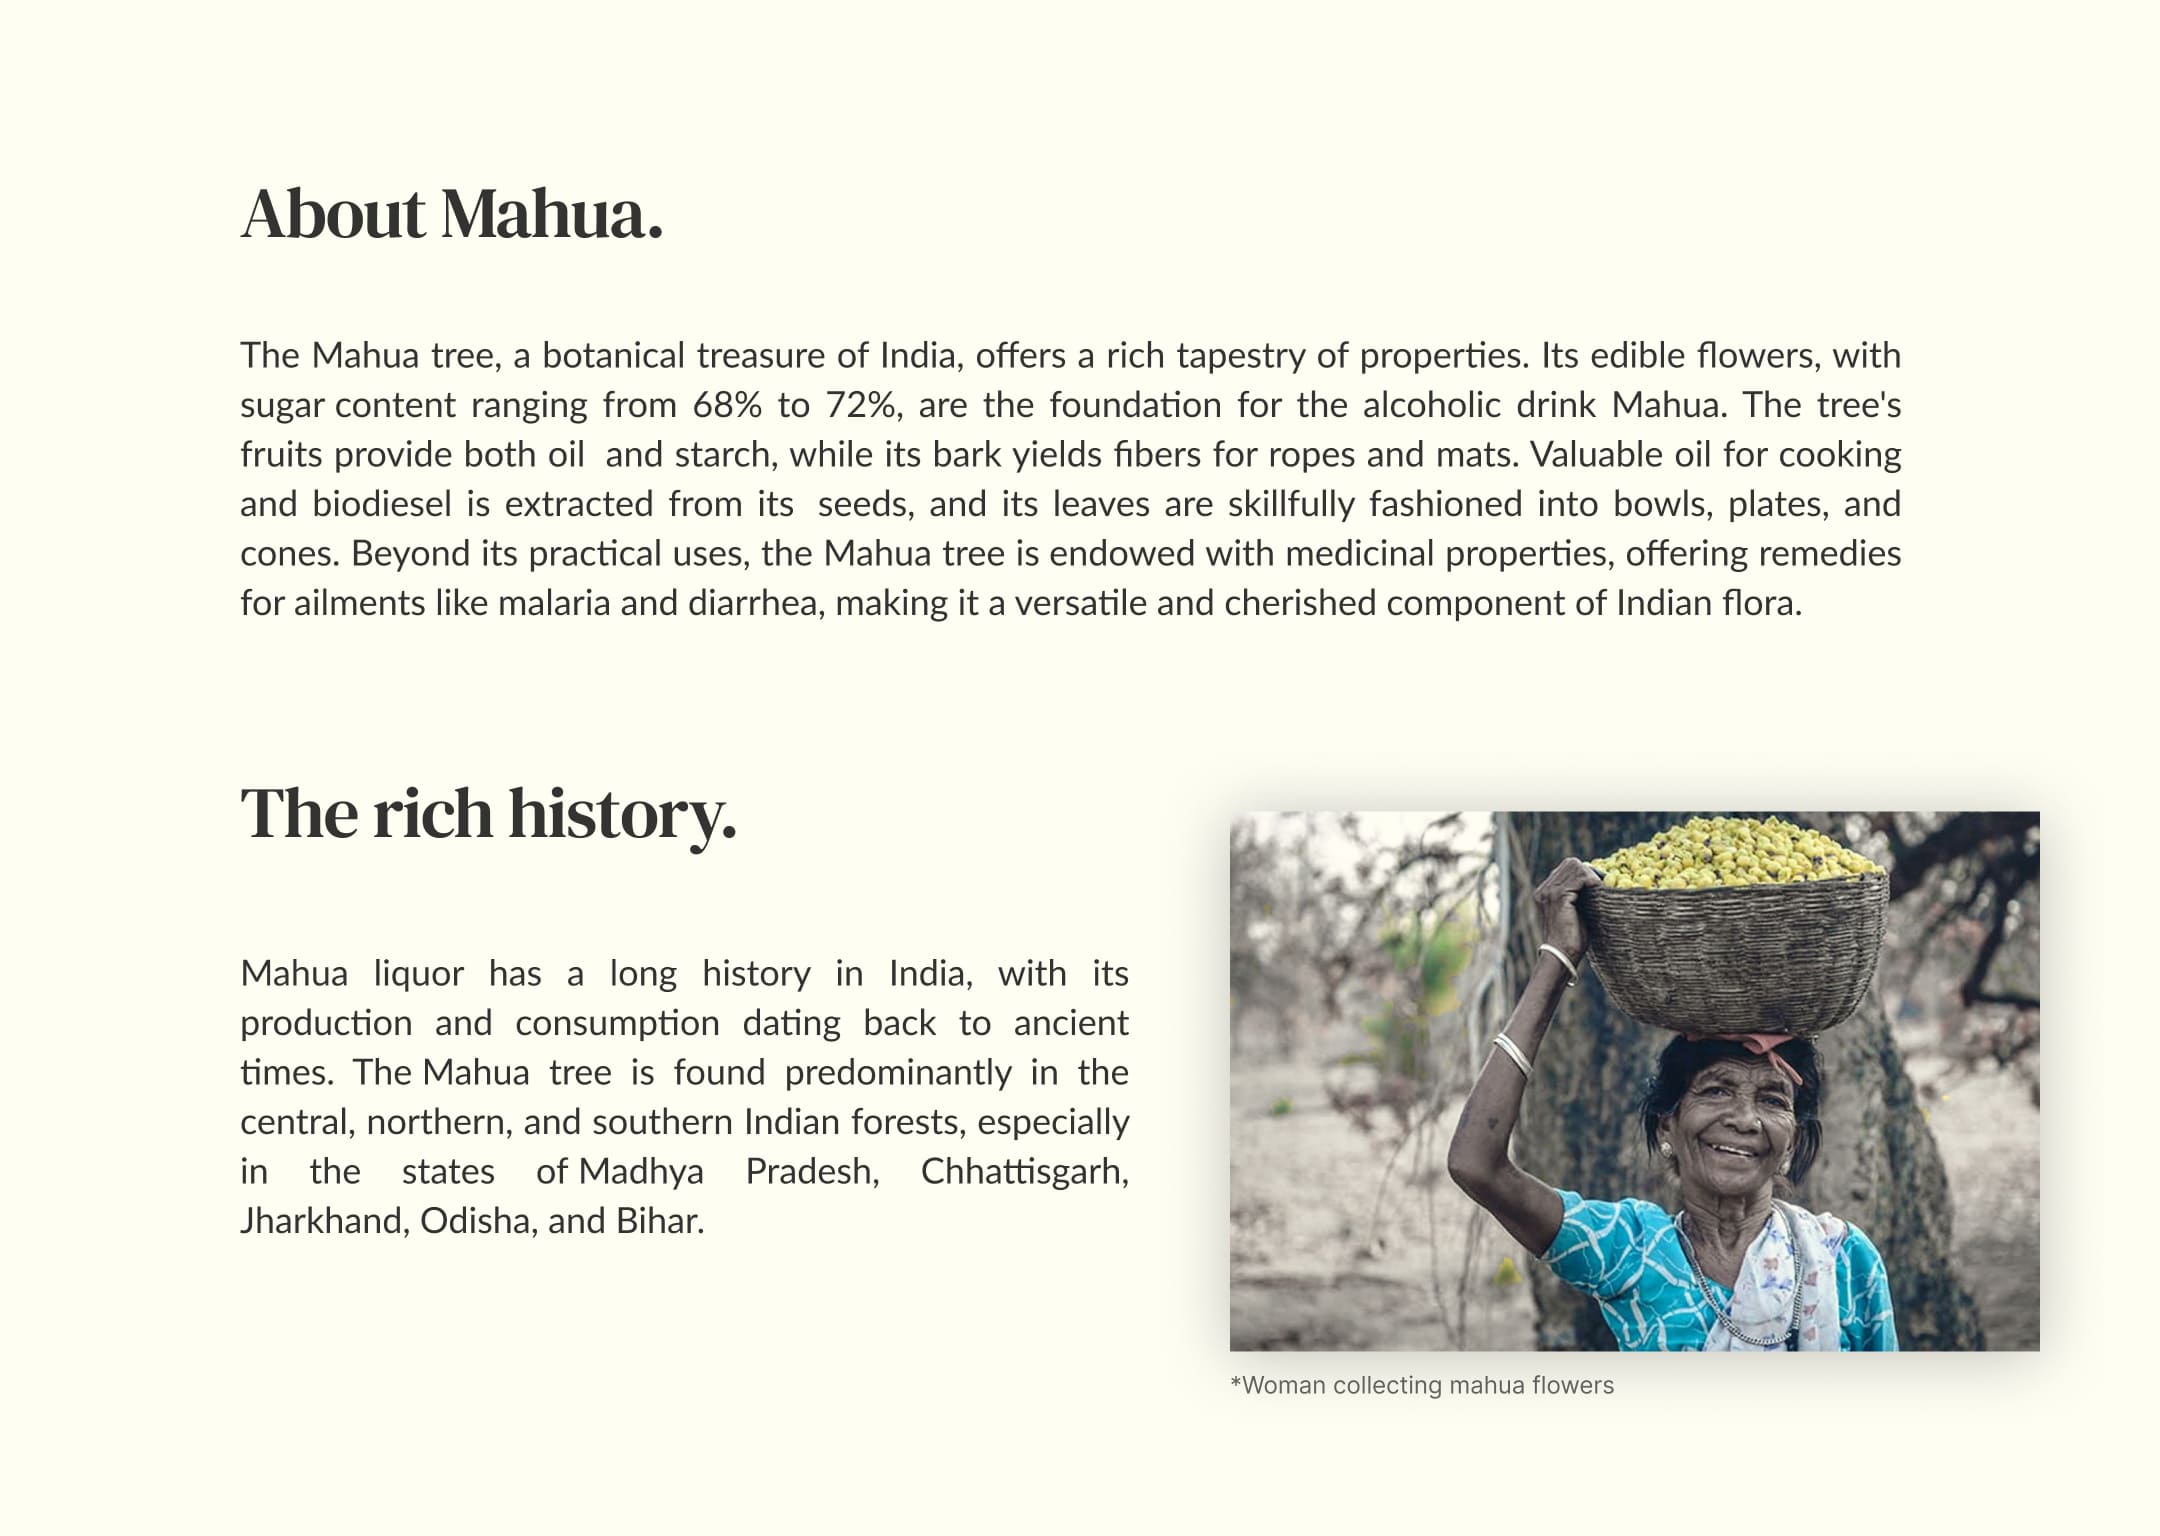 About Mahua.
The Mahua tree, a botanical treasure of India, offers a rich tapestry of properties. Its edible flowers, with
sugar content ranging from 68% to 72%, are the foundation for the alcoholic drink Mahua. The tree's
fruits provide both oil and starch, while its bark yields fibers for ropes and mats. Valuable oil for cooking
and biodiesel is extracted from its seeds, and its leaves are skillfully fashioned into bowls, plates, and
cones. Beyond its practical uses, the Mahua tree is endowed with medicinal properties, offering remedies
for ailments like malaria and diarrhea, making it a versatile and cherished component of Indian flora.
The rich history.
Mahua liquor has a long history in India, with its
production and consumption dating back to ancient
times. The Mahua tree is found predominantly in the
central, northern, and southern Indian forests, especially
in the states of Madhya Pradesh, Chhattisgarh,
Jharkhand, Odisha, and Bihar.
*Woman collecting mahua flowers